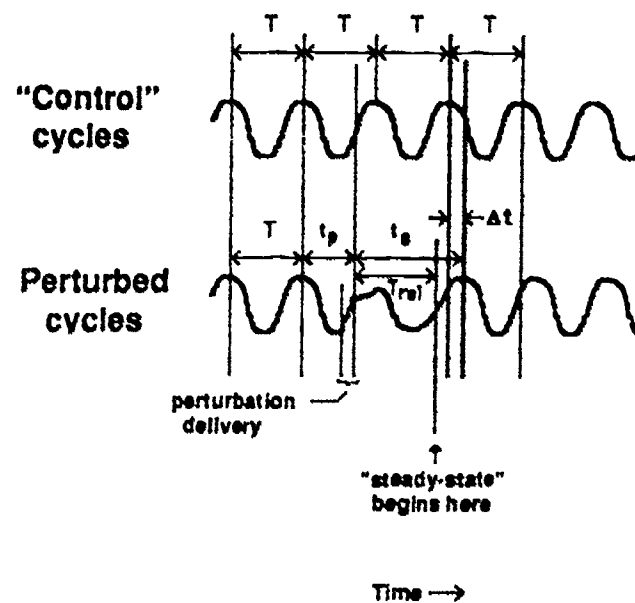 T T T T
"Control"
cycles
Δt
T tp ts
Trel
Perturbed
cycles
perturbation
delivery
"steady-state"
begins here
Time